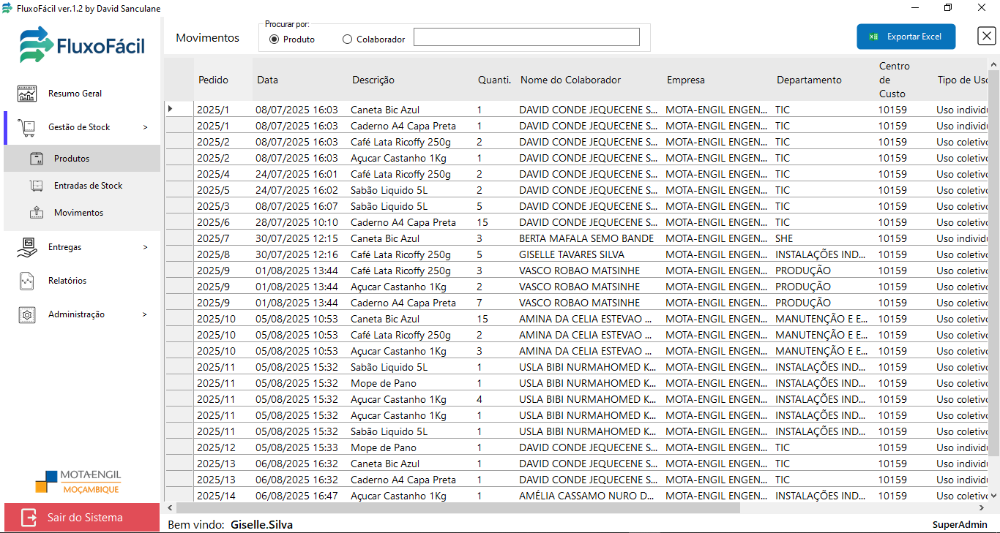 FluxoFácil ver.1.2 by David Sanculane
FluxoFácil
Movimentos
Procurar por:
Produto
Colaborador
Exportar Excel
Resumo Geral
Gestão de Stock >
Produtos
Entradas de Stock
Movimentos
Entregas >
Relatórios
Administração >
MOTA-ENGIL
MOÇAMBIQUE
Sair do Sistema
Pedido Data Descrição Quanti. Nome do Colaborador Empresa Departamento Centro de Custo Tipo de Uso
2025/1 08/07/2025 16:03 Caneta Bic Azul 1 DAVID CONDE JEQUECENE S... MOTA-ENGIL ENGEN... TIC 10159 Uso individu
2025/1 08/07/2025 16:03 Caderno A4 Capa Preta 1 DAVID CONDE JEQUECENE S... MOTA-ENGIL ENGEN... TIC 10159 Uso individu
2025/2 08/07/2025 16:03 Café Lata Ricoffy 250g 2 DAVID CONDE JEQUECENE S... MOTA-ENGIL ENGEN... TIC 10159 Uso coletivo
2025/2 08/07/2025 16:03 Açucar Castanho 1Kg 1 DAVID CONDE JEQUECENE S... MOTA-ENGIL ENGEN... TIC 10159 Uso coletivo
2025/4 24/07/2025 16:01 Café Lata Ricoffy 250g 2 DAVID CONDE JEQUECENE S... MOTA-ENGIL ENGEN... TIC 10159 Uso coletivo
2025/5 24/07/2025 16:02 Sabão Liquido 5L 2 DAVID CONDE JEQUECENE S... MOTA-ENGIL ENGEN... TIC 10159 Uso coletivo
2025/3 08/07/2025 16:07 Sabão Liquido 5L 5 DAVID CONDE JEQUECENE S... MOTA-ENGIL ENGEN... TIC 10159 Uso coletivo
2025/6 28/07/2025 10:10 Caderno A4 Capa Preta 15 DAVID CONDE JEQUECENE S... MOTA-ENGIL ENGEN... TIC 10159 Uso coletivo
2025/7 30/07/2025 12:15 Caneta Bic Azul 3 BERTA MAFALA SEMO BANDE MOTA-ENGIL ENGEN... SHE 10159 Uso individu
2025/8 30/07/2025 12:16 Café Lata Ricoffy 250g 5 GISELLE TAVARES SILVA MOTA-ENGIL ENGEN... INSTALAÇÕES IND... 10159 Uso coletivo
2025/9 01/08/2025 13:44 Café Lata Ricoffy 250g 3 VASCO ROBAO MATSINHE MOTA-ENGIL ENGEN... PRODUÇÃO 10159 Uso coletivo
2025/9 01/08/2025 13:44 Açucar Castanho 1Kg 2 VASCO ROBAO MATSINHE MOTA-ENGIL ENGEN... PRODUÇÃO 10159 Uso coletivo
2025/9 01/08/2025 13:44 Caderno A4 Capa Preta 7 VASCO ROBAO MATSINHE MOTA-ENGIL ENGEN... PRODUÇÃO 10159 Uso coletivo
2025/10 05/08/2025 10:53 Caneta Bic Azul 15 AMINA DA CELIA ESTEVAO ... MOTA-ENGIL ENGEN... MANUTENÇÃO E E... 10159 Uso coletivo
2025/10 05/08/2025 10:53 Café Lata Ricoffy 250g 2 AMINA DA CELIA ESTEVAO ... MOTA-ENGIL ENGEN... MANUTENÇÃO E E... 10159 Uso coletivo
2025/10 05/08/2025 10:53 Açucar Castanho 1Kg 3 AMINA DA CELIA ESTEVAO ... MOTA-ENGIL ENGEN... MANUTENÇÃO E E... 10159 Uso coletivo
2025/11 05/08/2025 15:32 Sabão Liquido 5L 1 USLA BIBI NURMAHOMED K... MOTA-ENGIL ENGEN... INSTALAÇÕES IND... 10159 Uso coletivo
2025/11 05/08/2025 15:32 Mope de Pano 1 USLA BIBI NURMAHOMED K... MOTA-ENGIL ENGEN... INSTALAÇÕES IND... 10159 Uso coletivo
2025/11 05/08/2025 15:32 Açucar Castanho 1Kg 4 USLA BIBI NURMAHOMED K... MOTA-ENGIL ENGEN... INSTALAÇÕES IND... 10159 Uso coletivo
2025/11 05/08/2025 15:32 Açucar Castanho 1Kg 1 USLA BIBI NURMAHOMED K... MOTA-ENGIL ENGEN... INSTALAÇÕES IND... 10159 Uso coletivo
2025/11 05/08/2025 15:32 Sabão Liquido 5L 1 USLA BIBI NURMAHOMED K... MOTA-ENGIL ENGEN... INSTALAÇÕES IND... 10159 Uso coletivo
2025/12 05/08/2025 15:33 Mope de Pano 1 DAVID CONDE JEQUECENE S... MOTA-ENGIL ENGEN... TIC 10159 Uso individu
2025/13 06/08/2025 16:32 Caneta Bic Azul 1 DAVID CONDE JEQUECENE S... MOTA-ENGIL ENGEN... TIC 10159 Uso individu
2025/13 06/08/2025 16:32 Caderno A4 Capa Preta 1 DAVID CONDE JEQUECENE S... MOTA-ENGIL ENGEN... TIC 10159 Uso individu
2025/14 06/08/2025 16:47 Açucar Castanho 1Kg 1 AMÉLIA CASSAMO NURO D... MOTA-ENGIL ENGEN... INSTALAÇÕES IND... 10159 Uso coletivo
Bem vindo: Giselle.Silva
SuperAdmin